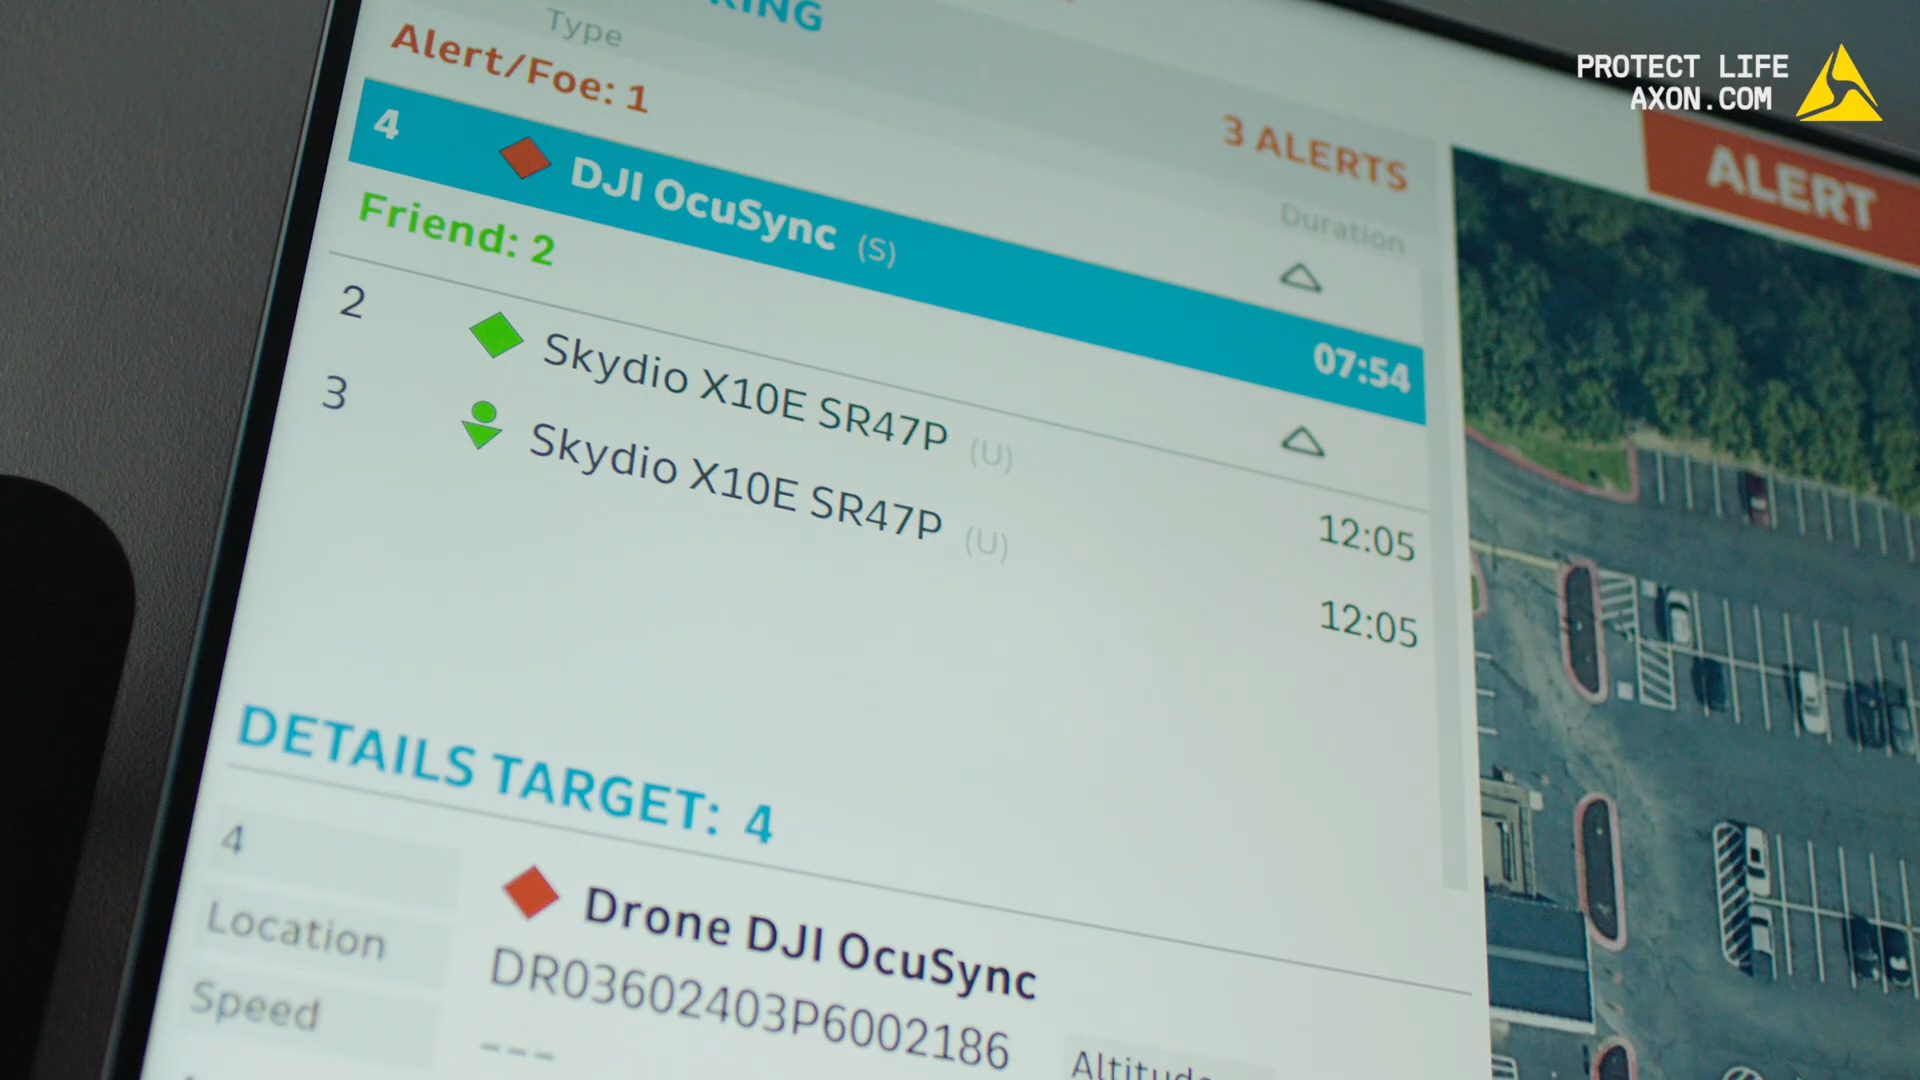 PROTECT LIFE
AXON.COM
Type
Alert/Foe: 1
3 ALERTS
Duration
4 DJI OcuSync (S) 07:54
Friend: 2
2 Skydio X10E SR47P (U) 12:05
3 Skydio X10E SR47P (U) 12:05
DETAILS TARGET: 4
4 Drone DJI OcuSync
Location DR03602403P6002186
Speed --- Altitude
ALERT